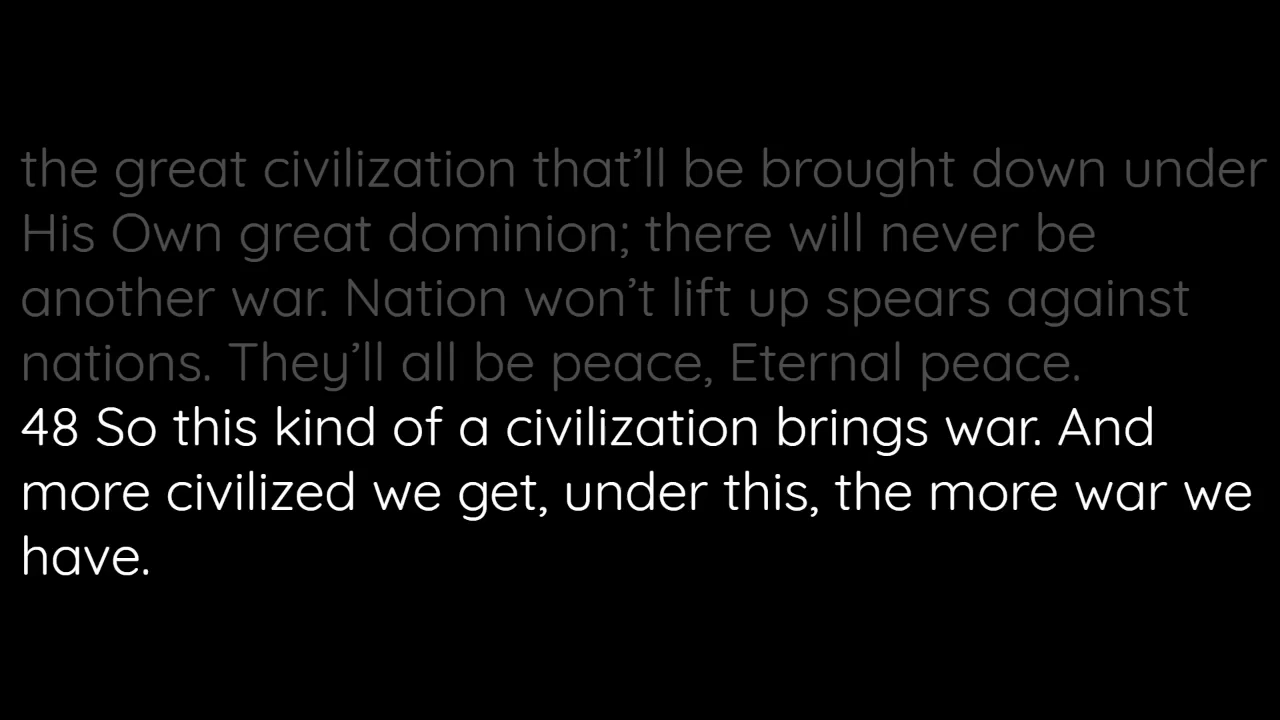 the great civilization that’ll be brought down under
His Own great dominion; there will never be
another war. Nation won’t lift up spears against
nations. They’ll all be peace, Eternal peace.
48 So this kind of a civilization brings war. And
more civilized we get, under this, the more war we
have.